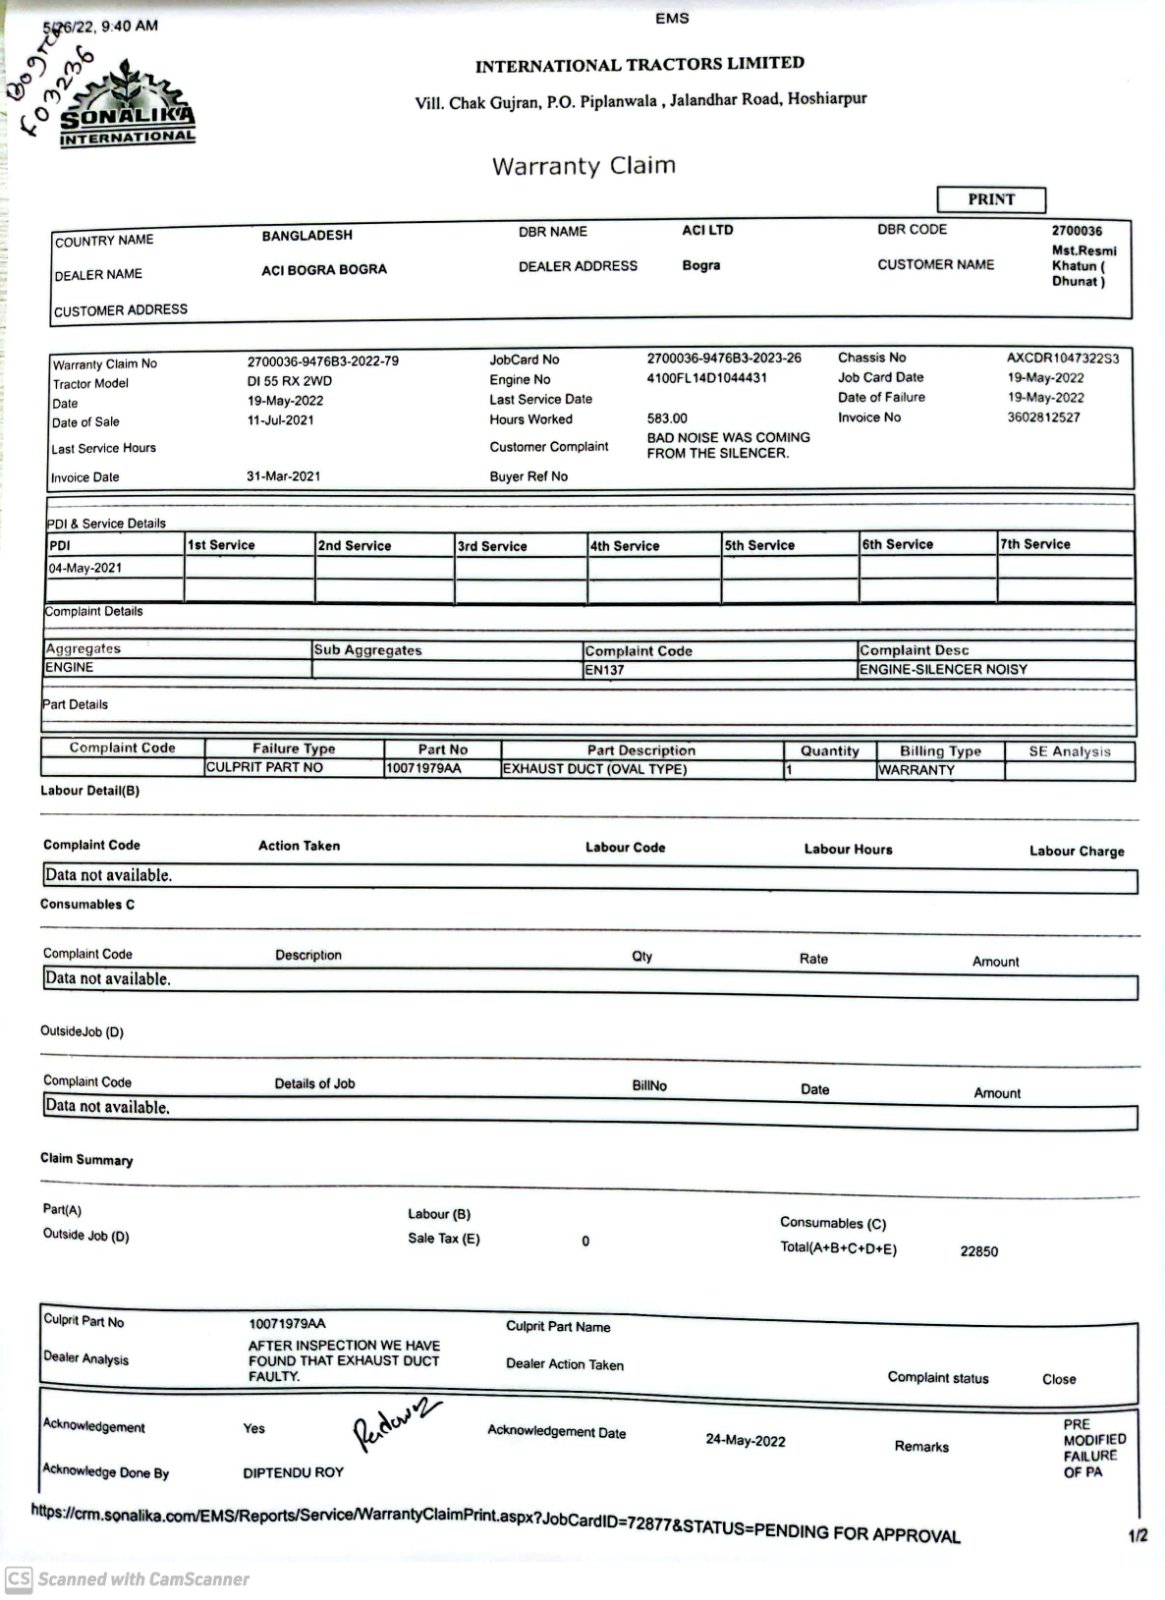 5/26/22, 9:40 AM
EMS
Bogra
F03236
SONALIKA
INTERNATIONAL
INTERNATIONAL TRACTORS LIMITED
Vill. Chak Gujran, P.O. Piplanwala , Jalandhar Road, Hoshiarpur
Warranty Claim
PRINT
COUNTRY NAME BANGLADESH DBR NAME ACI LTD DBR CODE 2700036
DEALER NAME ACI BOGRA BOGRA DEALER ADDRESS Bogra CUSTOMER NAME Mst.Resmi Khatun ( Dhunat )
CUSTOMER ADDRESS
Warranty Claim No 2700036-9476B3-2022-79 JobCard No 2700036-9476B3-2023-26 Chassis No AXCDR1047322S3
Tractor Model DI 55 RX 2WD Engine No 4100FL14D1044431 Job Card Date 19-May-2022
Date 19-May-2022 Last Service Date Date of Failure 19-May-2022
Date of Sale 11-Jul-2021 Hours Worked 583.00 Invoice No 3602812527
Last Service Hours Customer Complaint BAD NOISE WAS COMING
FROM THE SILENCER.
Invoice Date 31-Mar-2021 Buyer Ref No
PDI & Service Details
PDI 1st Service 2nd Service 3rd Service 4th Service 5th Service 6th Service 7th Service
04-May-2021
Complaint Details
Aggregates Sub Aggregates Complaint Code Complaint Desc
ENGINE EN137 ENGINE-SILENCER NOISY
Part Details
Complaint Code Failure Type Part No Part Description Quantity Billing Type SE Analysis
CULPRIT PART NO 10071979AA EXHAUST DUCT (OVAL TYPE) 1 WARRANTY
Labour Detail(B)
Complaint Code Action Taken Labour Code Labour Hours Labour Charge
Data not available.
Consumables C
Complaint Code Description Qty Rate Amount
Data not available.
OutsideJob (D)
Complaint Code Details of Job BillNo Date Amount
Data not available.
Claim Summary
Part(A) Labour (B) Consumables (C)
Outside Job (D) Sale Tax (E) 0 Total(A+B+C+D+E) 22850
Culprit Part No 10071979AA Culprit Part Name
Dealer Analysis AFTER INSPECTION WE HAVE
FOUND THAT EXHAUST DUCT
FAULTY. Dealer Action Taken Complaint status Close
Acknowledgement Yes Acknowledgement Date 24-May-2022 Remarks PRE
MODIFIED
FAILURE
OF PA
Acknowledge Done By DIPTENDU ROY
https://crm.sonalika.com/EMS/Reports/Service/WarrantyClaimPrint.aspx?JobCardID=72877&STATUS=PENDING FOR APPROVAL
1/2
CS Scanned with CamScanner